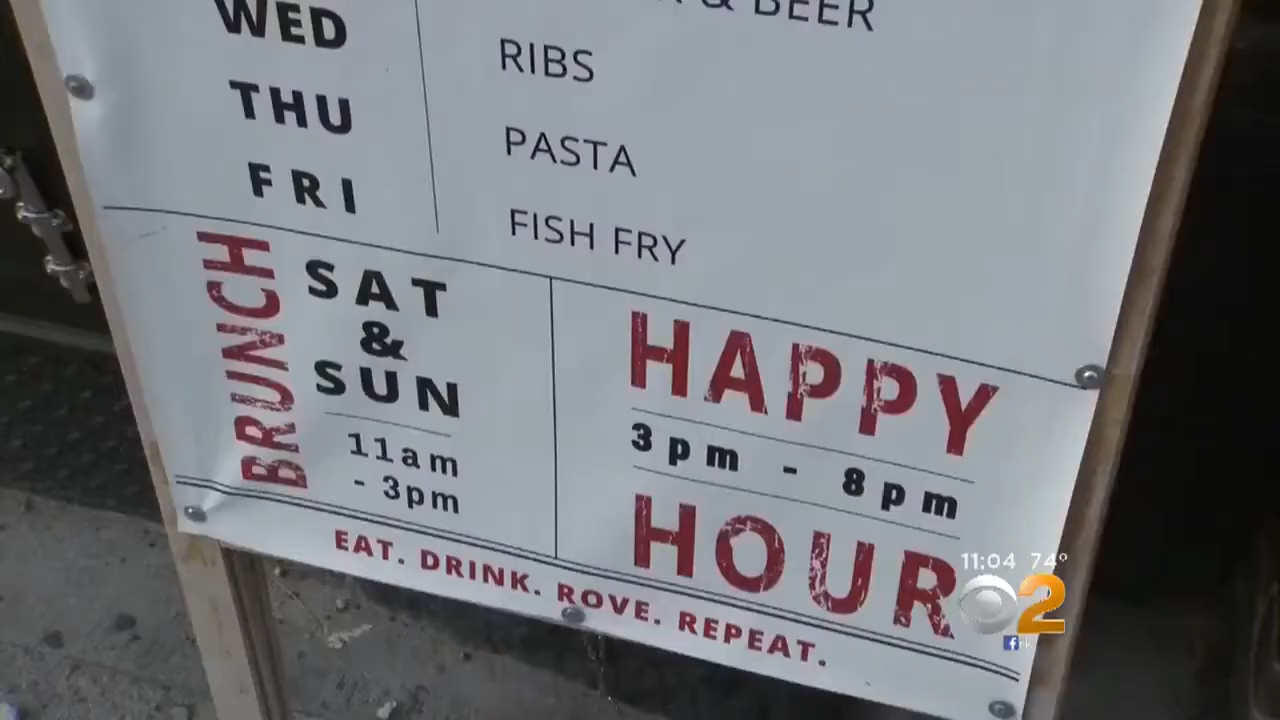 & BEER
WED
RIBS
THU
PASTA
FRI
FISH FRY
BRUNCH
SAT
&
SUN
11am
- 3pm
HAPPY
3pm - 8pm
HOUR
EAT. DRINK. ROVE. REPEAT.
11:04 74°
2